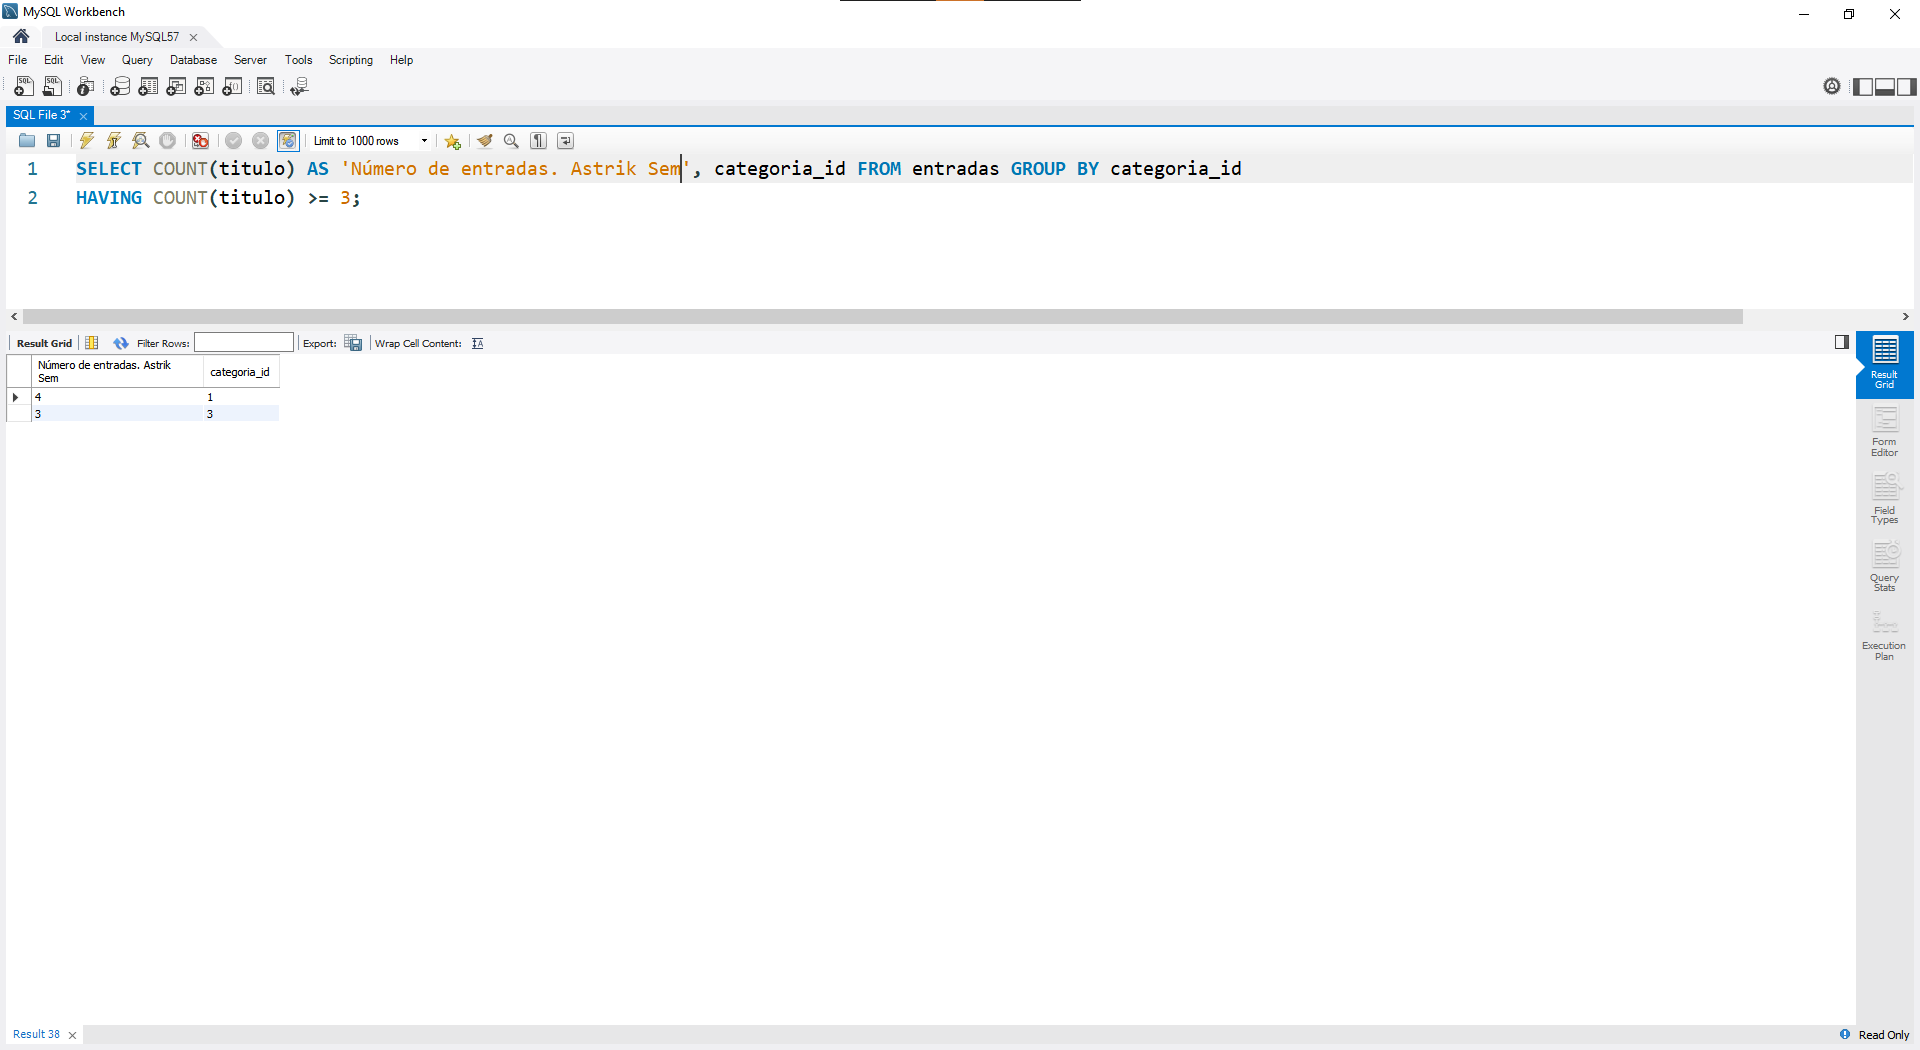 MySQL Workbench
Local instance MySQL57
File Edit View Query Database Server Tools Scripting Help
SQL File 3*
Limit to 1000 rows
1 SELECT COUNT(titulo) AS 'Número de entradas. Astrik Sem', categoria_id FROM entradas GROUP BY categoria_id
2 HAVING COUNT(titulo) >= 3;
Result Grid Filter Rows: Export: Wrap Cell Content:
Número de entradas. Astrik
Sem
categoria_id
4 1
3 3
Result
Grid
Form
Editor
Field
Types
Query
Stats
Execution
Plan
Result 38
Read Only